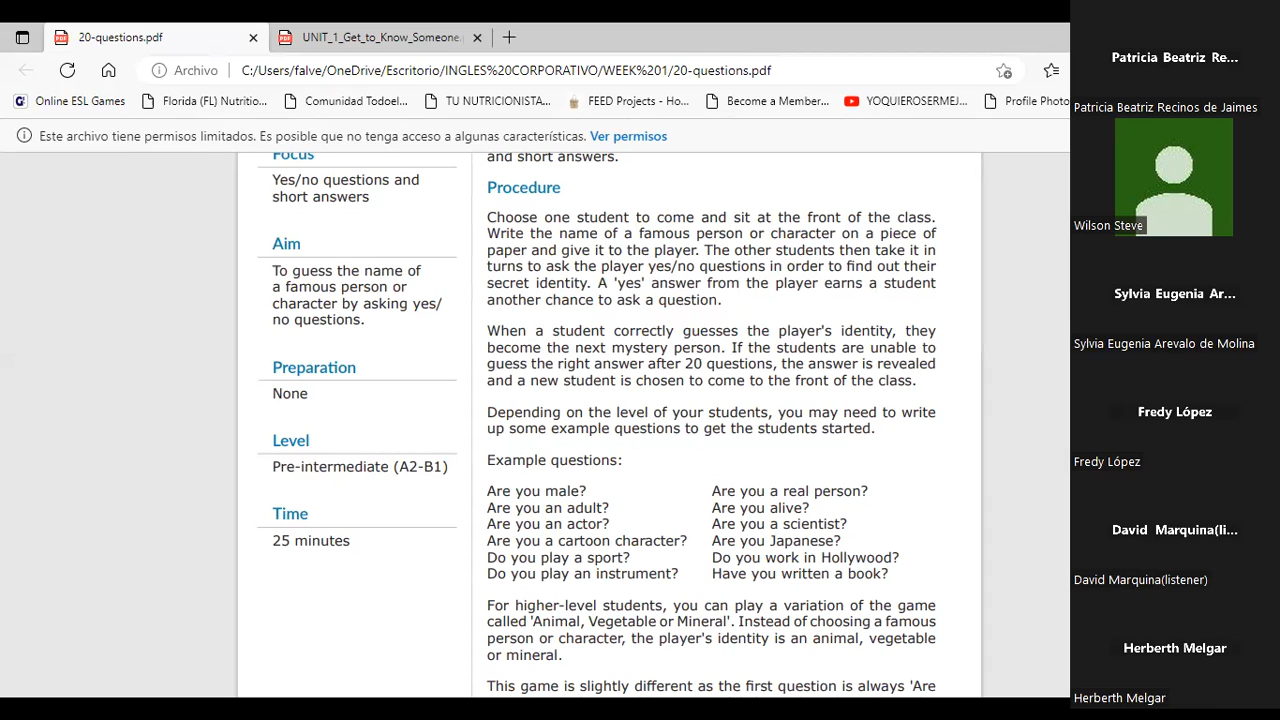 20-questions.pdf
UNIT_1_Get_to_Know_Someone.
Archivo C:/Users/falve/OneDrive/Escritorio/INGLES%20CORPORATIVO/WEEK%201/20-questions.pdf
Online ESL Games Florida (FL) Nutritio... Comunidad Todoel... TU NUTRICIONISTA... FEED Projects - Ho... Become a Member... YOQUIEROSERMEJ... Profile Photo
Este archivo tiene permisos limitados. Es posible que no tenga acceso a algunas características. Ver permisos
Focus
Yes/no questions and
short answers
Aim
To guess the name of
a famous person or
character by asking yes/
no questions.
Preparation
None
Level
Pre-intermediate (A2-B1)
Time
25 minutes
and short answers.
Procedure
Choose one student to come and sit at the front of the class.
Write the name of a famous person or character on a piece of
paper and give it to the player. The other students then take it in
turns to ask the player yes/no questions in order to find out their
secret identity. A 'yes' answer from the player earns a student
another chance to ask a question.
When a student correctly guesses the player's identity, they
become the next mystery person. If the students are unable to
guess the right answer after 20 questions, the answer is revealed
and a new student is chosen to come to the front of the class.
Depending on the level of your students, you may need to write
up some example questions to get the students started.
Example questions:
Are you male? Are you a real person?
Are you an adult? Are you alive?
Are you an actor? Are you a scientist?
Are you a cartoon character? Are you Japanese?
Do you play a sport? Do you work in Hollywood?
Do you play an instrument? Have you written a book?
For higher-level students, you can play a variation of the game
called 'Animal, Vegetable or Mineral'. Instead of choosing a famous
person or character, the player's identity is an animal, vegetable
or mineral.
This game is slightly different as the first question is always 'Are
Patricia Beatriz Re...
Patricia Beatriz Recinos de Jaimes
Wilson Steve
Sylvia Eugenia Ar...
Sylvia Eugenia Arevalo de Molina
Fredy López
Fredy López
David Marquina(li...
David Marquina(listener)
Herberth Melgar
Herberth Melgar